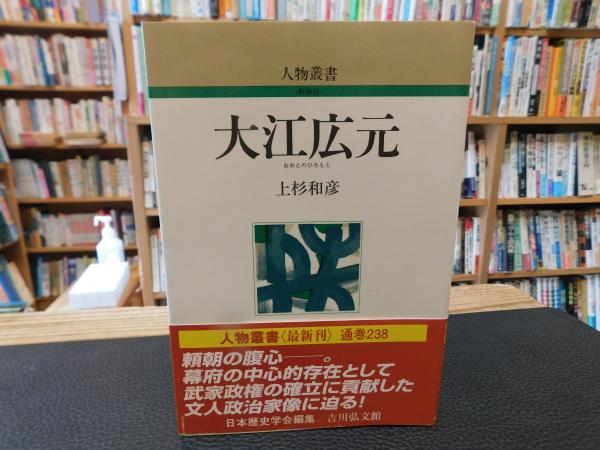 人物叢書
新装版
大江広元
おおえのひろもと
上杉和彦
人物叢書〈最新刊〉通巻238
頼朝の腹心――。
幕府の中心的存在として
武家政権の確立に貢献した
文人政治家像に迫る!
日本歴史学会編集/吉川弘文館